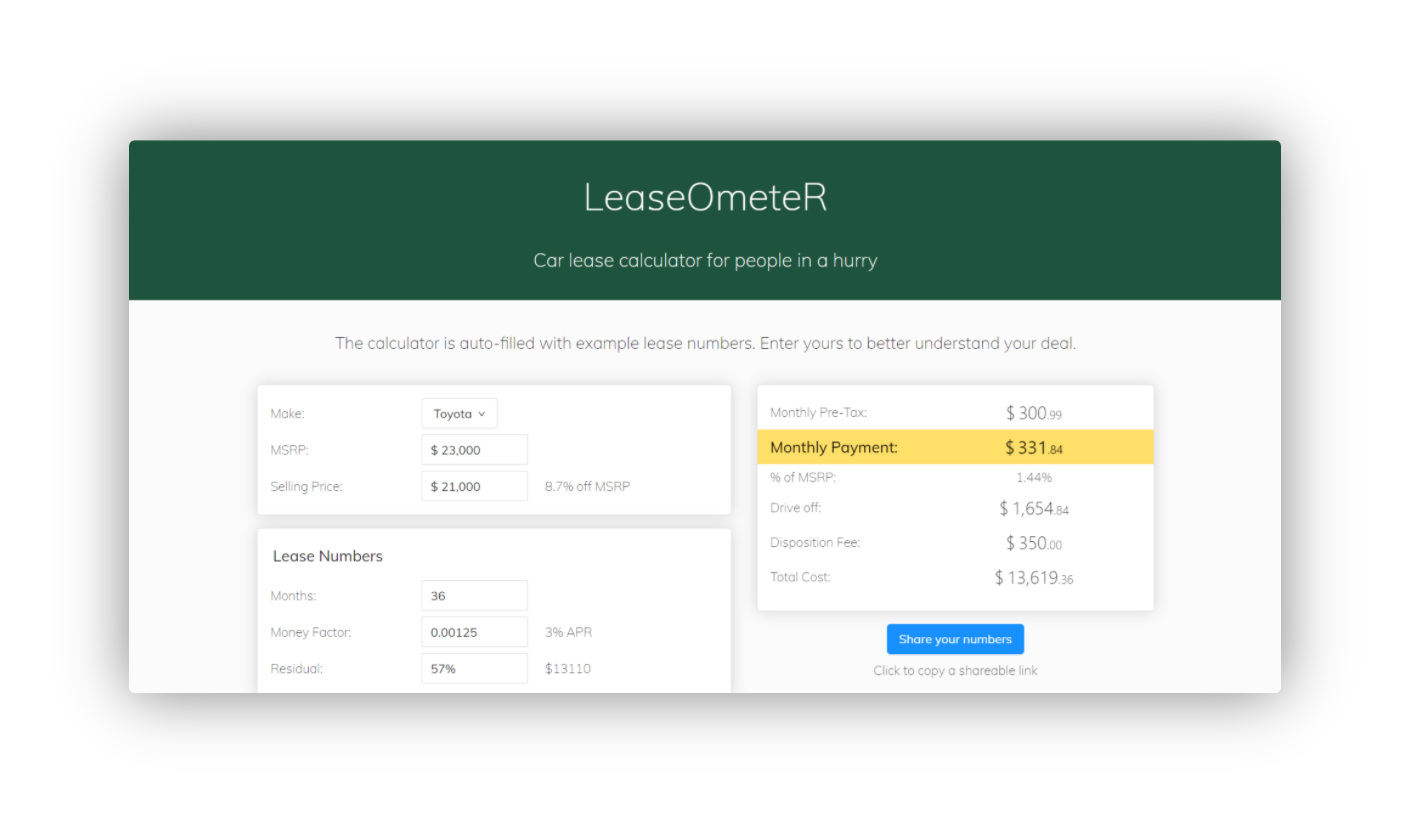 LeaseOmeteR
Car lease calculator for people in a hurry
The calculator is auto-filled with example lease numbers. Enter yours to better understand your deal.
Make: Toyota
MSRP: $ 23,000
Selling Price: $ 21,000 8.7% off MSRP
Lease Numbers
Months: 36
Money Factor: 0.00125 3% APR
Residual: 57% $13110
Monthly Pre-Tax: $ 300.99
Monthly Payment: $ 331.84
% of MSRP: 1.44%
Drive off: $ 1,654.84
Disposition Fee: $ 350.00
Total Cost: $ 13,619.36
Share your numbers
Click to copy a shareable link